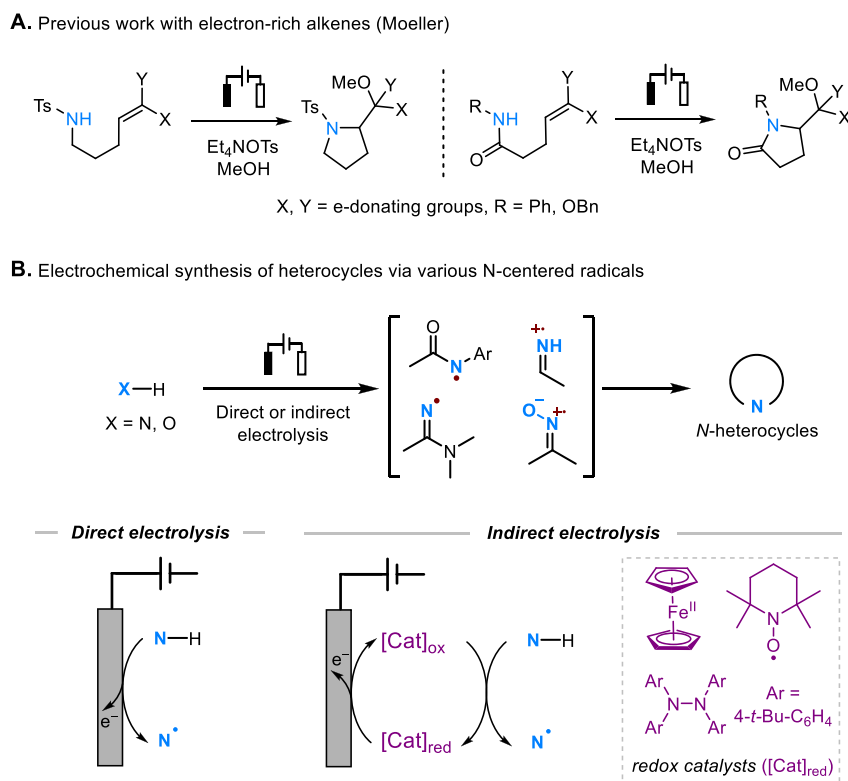 A. Previous work with electron-rich alkenes (Moeller)
Ts NH Y X
Et4NOTs
MeOH
MeO Y X Ts N
R NH O Y X
Et4NOTs
MeOH
MeO Y X R N O
X, Y = e-donating groups, R = Ph, OBn
B. Electrochemical synthesis of heterocycles via various N-centered radicals
X—H
X = N, O
Direct or indirect
electrolysis
O N• Ar
+• NH
N• N
O− N +•
N
N-heterocycles
Direct electrolysis
Indirect electrolysis
e−
N—H
N•
e−
[Cat]ox
[Cat]red
N—H
N•
FeII
N O•
Ar Ar N—N Ar Ar
Ar =
4-t-Bu-C6H4
redox catalysts ([Cat]red)